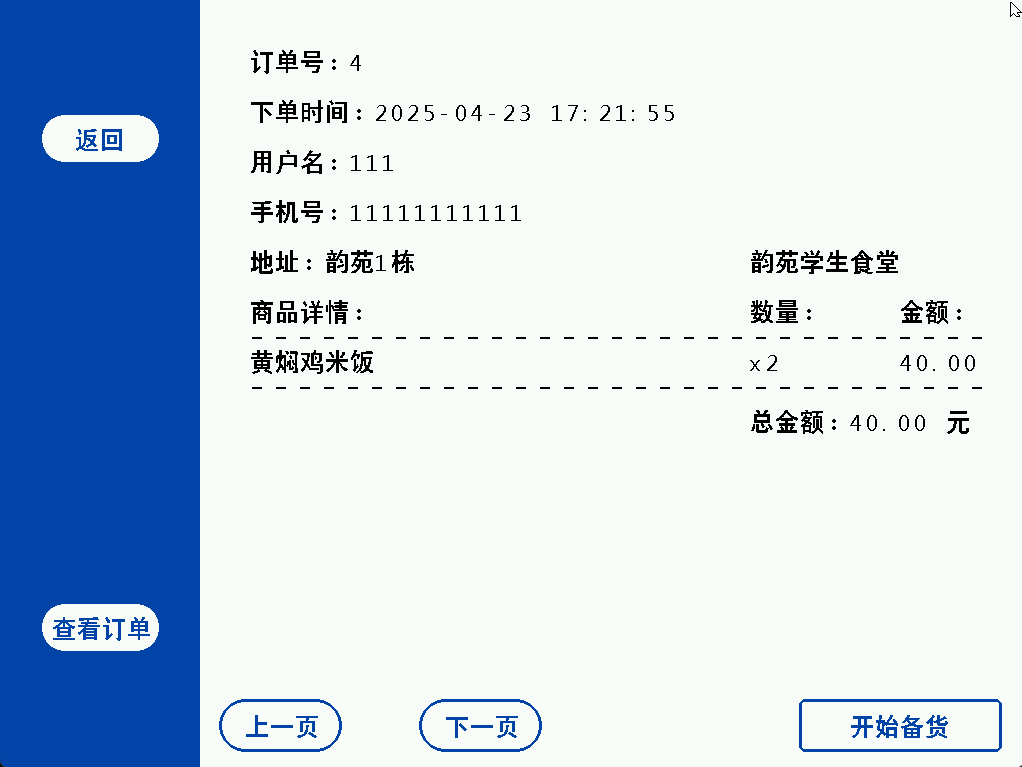 返回
查看订单
订单号：4
下单时间：2025-04-23 17:21:55
用户名：111
手机号：11111111111
地址：韵苑1栋 韵苑学生食堂
商品详情： 数量： 金额：
- - - - - - - - - - - - - - - - - - - - - - - - - - - - - - -
黄焖鸡米饭 x2 40.00
- - - - - - - - - - - - - - - - - - - - - - - - - - - - - - -
总金额：40.00 元
上一页 下一页 开始备货